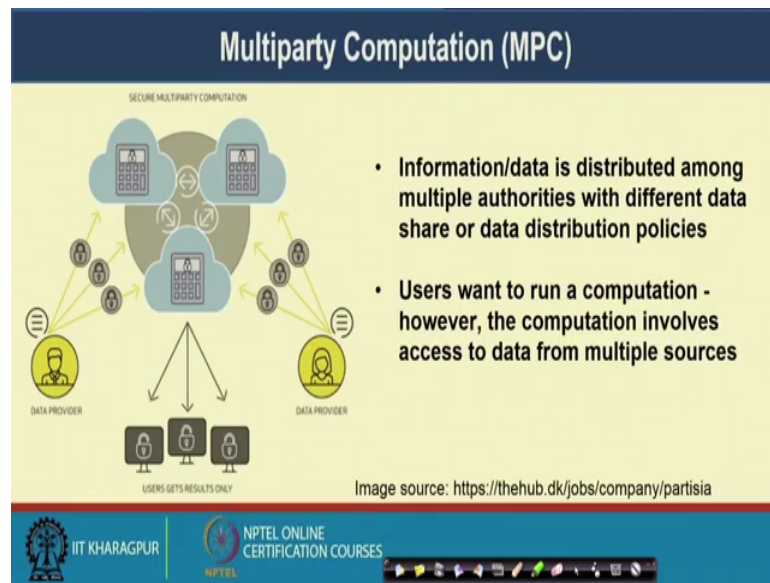 Multiparty Computation (MPC)
SECURE MULTIPARTY COMPUTATION
DATA PROVIDER
DATA PROVIDER
USERS GETS RESULTS ONLY
• Information/data is distributed among
multiple authorities with different data
share or data distribution policies
• Users want to run a computation -
however, the computation involves
access to data from multiple sources
Image source: https://thehub.dk/jobs/company/partisia
IIT KHARAGPUR
NPTEL
NPTEL ONLINE
CERTIFICATION COURSES